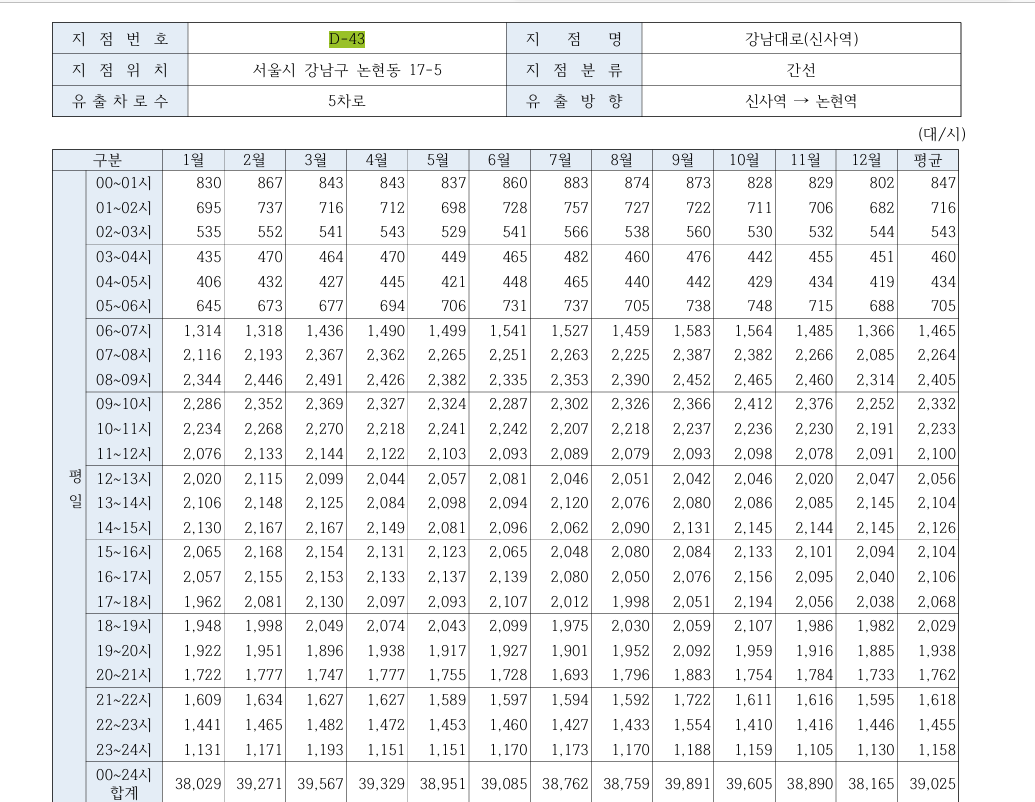 지 점 번 호 D-43 지 점 명 강남대로(신사역)
지 점 위 치 서울시 강남구 논현동 17-5 지 점 분 류 간선
유 출 차 로 수 5차로 유 출 방 향 신사역 → 논현역
(대/시)
구분 1월 2월 3월 4월 5월 6월 7월 8월 9월 10월 11월 12월 평균
00~01시 830 867 843 843 837 860 883 874 873 828 829 802 847
01~02시 695 737 716 712 698 728 757 727 722 711 706 682 716
02~03시 535 552 541 543 529 541 566 538 560 530 532 544 543
03~04시 435 470 464 470 449 465 482 460 476 442 455 451 460
04~05시 406 432 427 445 421 448 465 440 442 429 434 419 434
05~06시 645 673 677 694 706 731 737 705 738 748 715 688 705
06~07시 1,314 1,318 1,436 1,490 1,499 1,541 1,527 1,459 1,583 1,564 1,485 1,366 1,465
07~08시 2,116 2,193 2,367 2,362 2,265 2,251 2,263 2,225 2,387 2,382 2,266 2,085 2,264
08~09시 2,344 2,446 2,491 2,426 2,382 2,335 2,353 2,390 2,452 2,465 2,460 2,314 2,405
09~10시 2,286 2,352 2,369 2,327 2,324 2,287 2,302 2,326 2,366 2,412 2,376 2,252 2,332
10~11시 2,234 2,268 2,270 2,218 2,241 2,242 2,207 2,218 2,237 2,236 2,230 2,191 2,233
11~12시 2,076 2,133 2,144 2,122 2,103 2,093 2,089 2,079 2,093 2,098 2,078 2,091 2,100
평 12~13시 2,020 2,115 2,099 2,044 2,057 2,081 2,046 2,051 2,042 2,046 2,020 2,047 2,056
일 13~14시 2,106 2,148 2,125 2,084 2,098 2,094 2,120 2,076 2,080 2,086 2,085 2,145 2,104
14~15시 2,130 2,167 2,167 2,149 2,081 2,096 2,062 2,090 2,131 2,145 2,144 2,145 2,126
15~16시 2,065 2,168 2,154 2,131 2,123 2,065 2,048 2,080 2,084 2,133 2,101 2,094 2,104
16~17시 2,057 2,155 2,153 2,133 2,137 2,139 2,080 2,050 2,076 2,156 2,095 2,040 2,106
17~18시 1,962 2,081 2,130 2,097 2,093 2,107 2,012 1,998 2,051 2,194 2,056 2,038 2,068
18~19시 1,948 1,998 2,049 2,074 2,043 2,099 1,975 2,030 2,059 2,107 1,986 1,982 2,029
19~20시 1,922 1,951 1,896 1,938 1,917 1,927 1,901 1,952 2,092 1,959 1,916 1,885 1,938
20~21시 1,722 1,777 1,747 1,777 1,755 1,728 1,693 1,796 1,883 1,754 1,784 1,733 1,762
21~22시 1,609 1,634 1,627 1,627 1,589 1,597 1,594 1,592 1,722 1,611 1,616 1,595 1,618
22~23시 1,441 1,465 1,482 1,472 1,453 1,460 1,427 1,433 1,554 1,410 1,416 1,446 1,455
23~24시 1,131 1,171 1,193 1,151 1,151 1,170 1,173 1,170 1,188 1,159 1,105 1,130 1,158
00~24시
합계 38,029 39,271 39,567 39,329 38,951 39,085 38,762 38,759 39,891 39,605 38,890 38,165 39,025